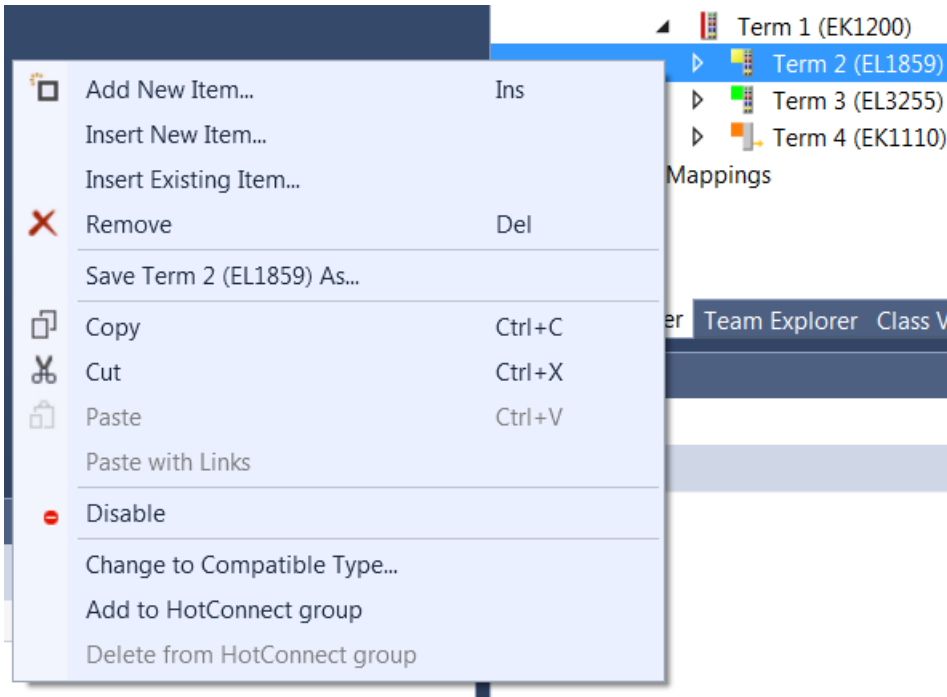 Term 1 (EK1200)
Term 2 (EL1859)
Term 3 (EL3255)
Term 4 (EK1110)
Mappings
Add New Item... Ins
Insert New Item...
Insert Existing Item...
Remove Del
Save Term 2 (EL1859) As...
Copy Ctrl+C
Cut Ctrl+X
Paste Ctrl+V
Paste with Links
Disable
Change to Compatible Type...
Add to HotConnect group
Delete from HotConnect group
er Team Explorer Class V